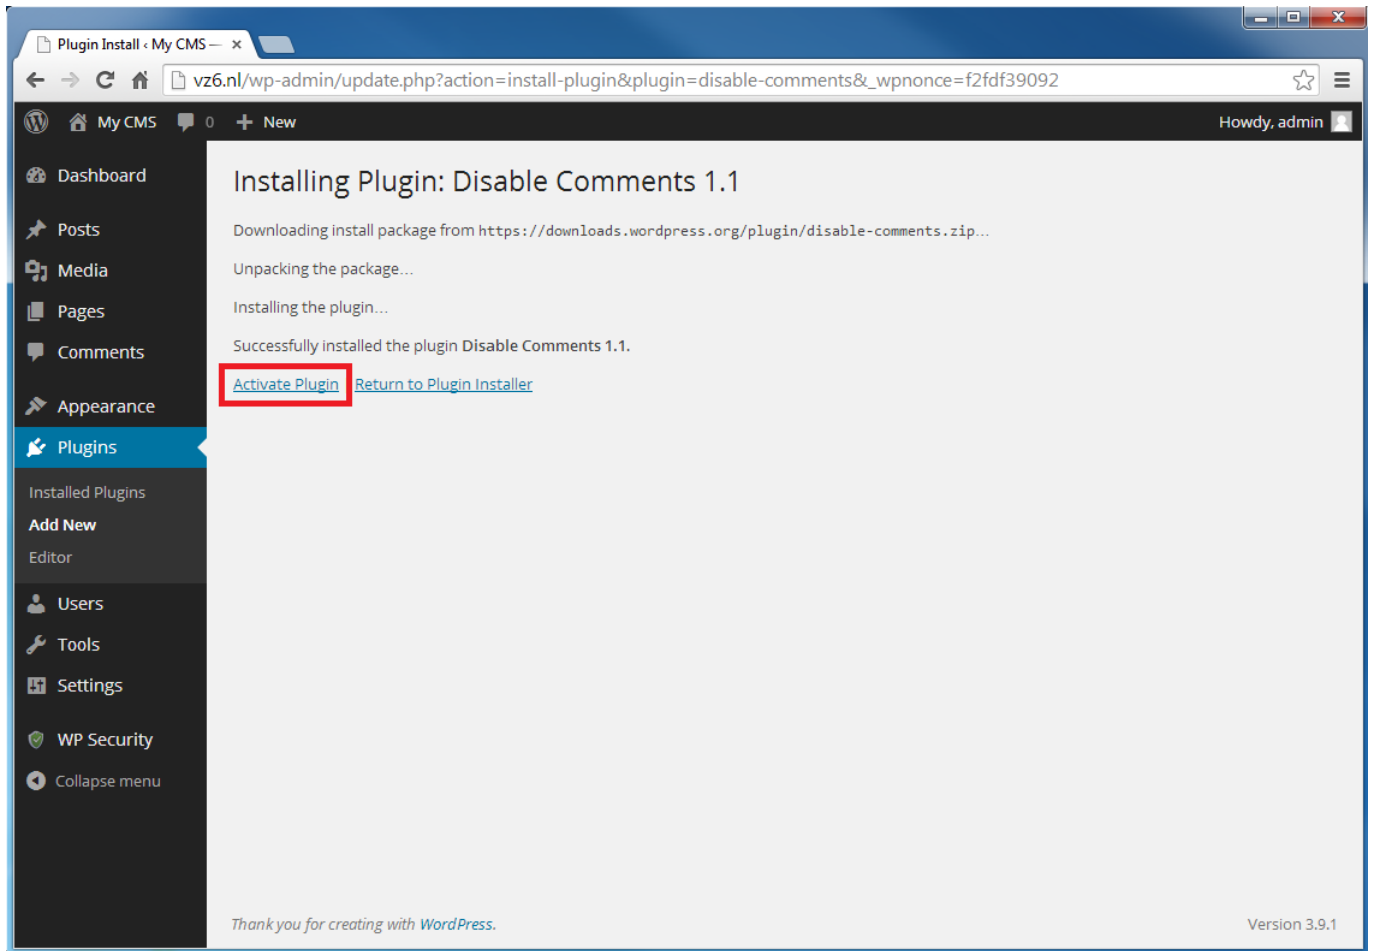 Plugin Install ‹ My CMS — ×
vz6.nl/wp-admin/update.php?action=install-plugin&plugin=disable-comments&_wpnonce=f2fdf39092
My CMS 0 + New Howdy, admin
Dashboard
Posts
Media
Pages
Comments
Appearance
Plugins
Installed Plugins
Add New
Editor
Users
Tools
Settings
WP Security
Collapse menu
Installing Plugin: Disable Comments 1.1
Downloading install package from https://downloads.wordpress.org/plugin/disable-comments.zip…
Unpacking the package…
Installing the plugin…
Successfully installed the plugin Disable Comments 1.1.
Activate Plugin Return to Plugin Installer
Thank you for creating with WordPress. Version 3.9.1